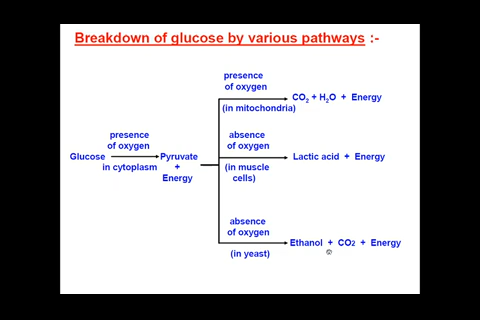 Breakdown of glucose by various pathways :-
presence
of oxygen
CO2 + H2O + Energy
(in mitochondria)
presence
of oxygen
absence
of oxygen
Glucose
Pyruvate
Lactic acid + Energy
in cytoplasm
+
Energy
(in muscle
cells)
absence
of oxygen
Ethanol + CO2 + Energy
(in yeast)